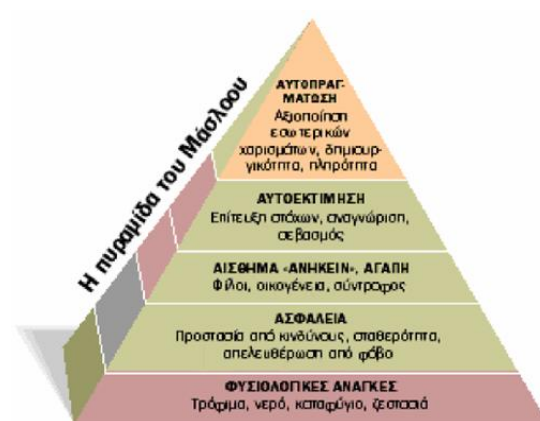 Η πυραμίδα του Μάσλοου
ΑΥΤΟΠΡΑΓ-
ΜΑΤΩΣΗ
Αξιοποίηση
εσωτερικών
χαρισμάτων, δημιουρ-
γικότητα, πληρότητα
ΑΥΤΟΕΚΤΙΜΗΣΗ
Επίτευξη στόχων, αναγνώριση,
σεβασμός
ΑΙΣΘΗΜΑ «ΑΝΗΚΕΙΝ», ΑΓΑΠΗ
Φίλοι, οικογένεια, σύντροφος
ΑΣΦΑΛΕΙΑ
Προστασία από κινδύνους, σταθερότητα,
απελευθέρωση από φόβο
ΦΥΣΙΟΛΟΓΙΚΕΣ ΑΝΑΓΚΕΣ
Τρόφιμα, νερό, καταφύγιο, ζεστασιά